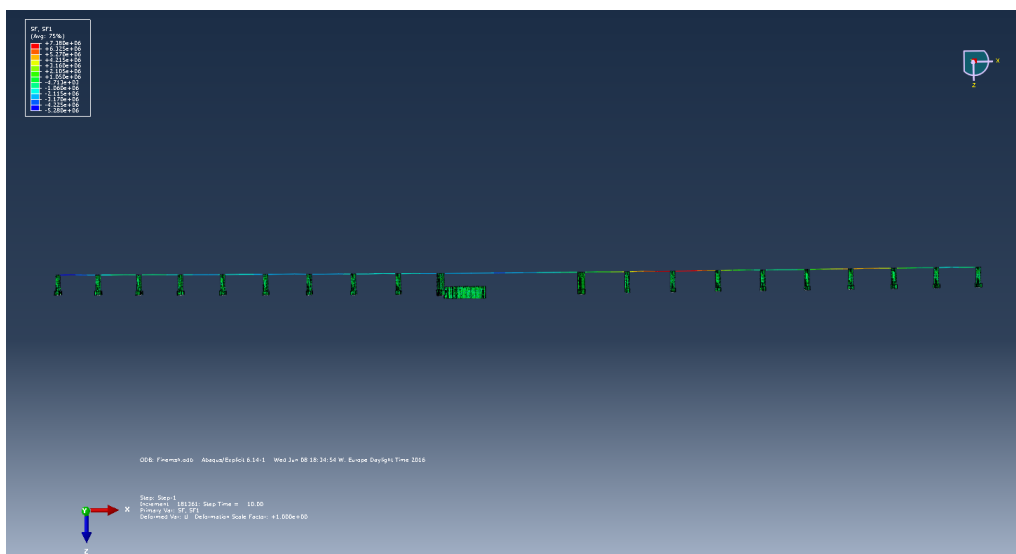 SF, SF1
(Avg: 75%)
+7.380e+06
+6.325e+06
+5.270e+06
+4.215e+06
+3.160e+06
+2.105e+06
+1.050e+06
-4.713e+03
-1.060e+06
-2.115e+06
-3.170e+06
-4.225e+06
-5.280e+06
X
Z
ODB: Finemsh.odb Abaqus/Explicit 6.14-1 Wed Jun 08 18:34:54 W. Europe Daylight Time 2016
Step: Step-1
Increment 181361: Step Time = 10.00
Primary Var: SF, SF1
Deformed Var: U Deformation Scale Factor: +1.000e+00
Y
X
Z